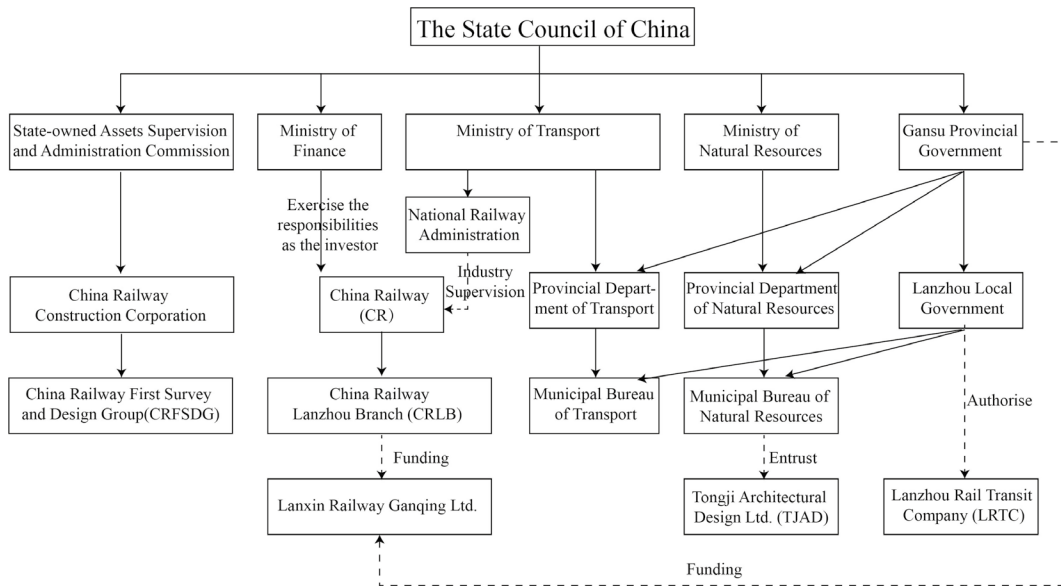 The State Council of China
State-owned Assets Supervision
and Administration Commission
Ministry of
Finance
Ministry of Transport
Ministry of
Natural Resources
Gansu Provincial
Government
Exercise the
responsibilities
as the investor
National Railway
Administration
Industry
Supervision
China Railway
Construction Corporation
China Railway
(CR)
Provincial Depart-
ment of Transport
Provincial Department
of Natural Resources
Lanzhou Local
Government
China Railway First Survey
and Design Group(CRFSDG)
China Railway
Lanzhou Branch (CRLB)
Municipal Bureau
of Transport
Municipal Bureau of
Natural Resources
Authorise
Funding
Entrust
Lanxin Railway Ganqing Ltd.
Tongji Architectural
Design Ltd. (TJAD)
Lanzhou Rail Transit
Company (LRTC)
Funding